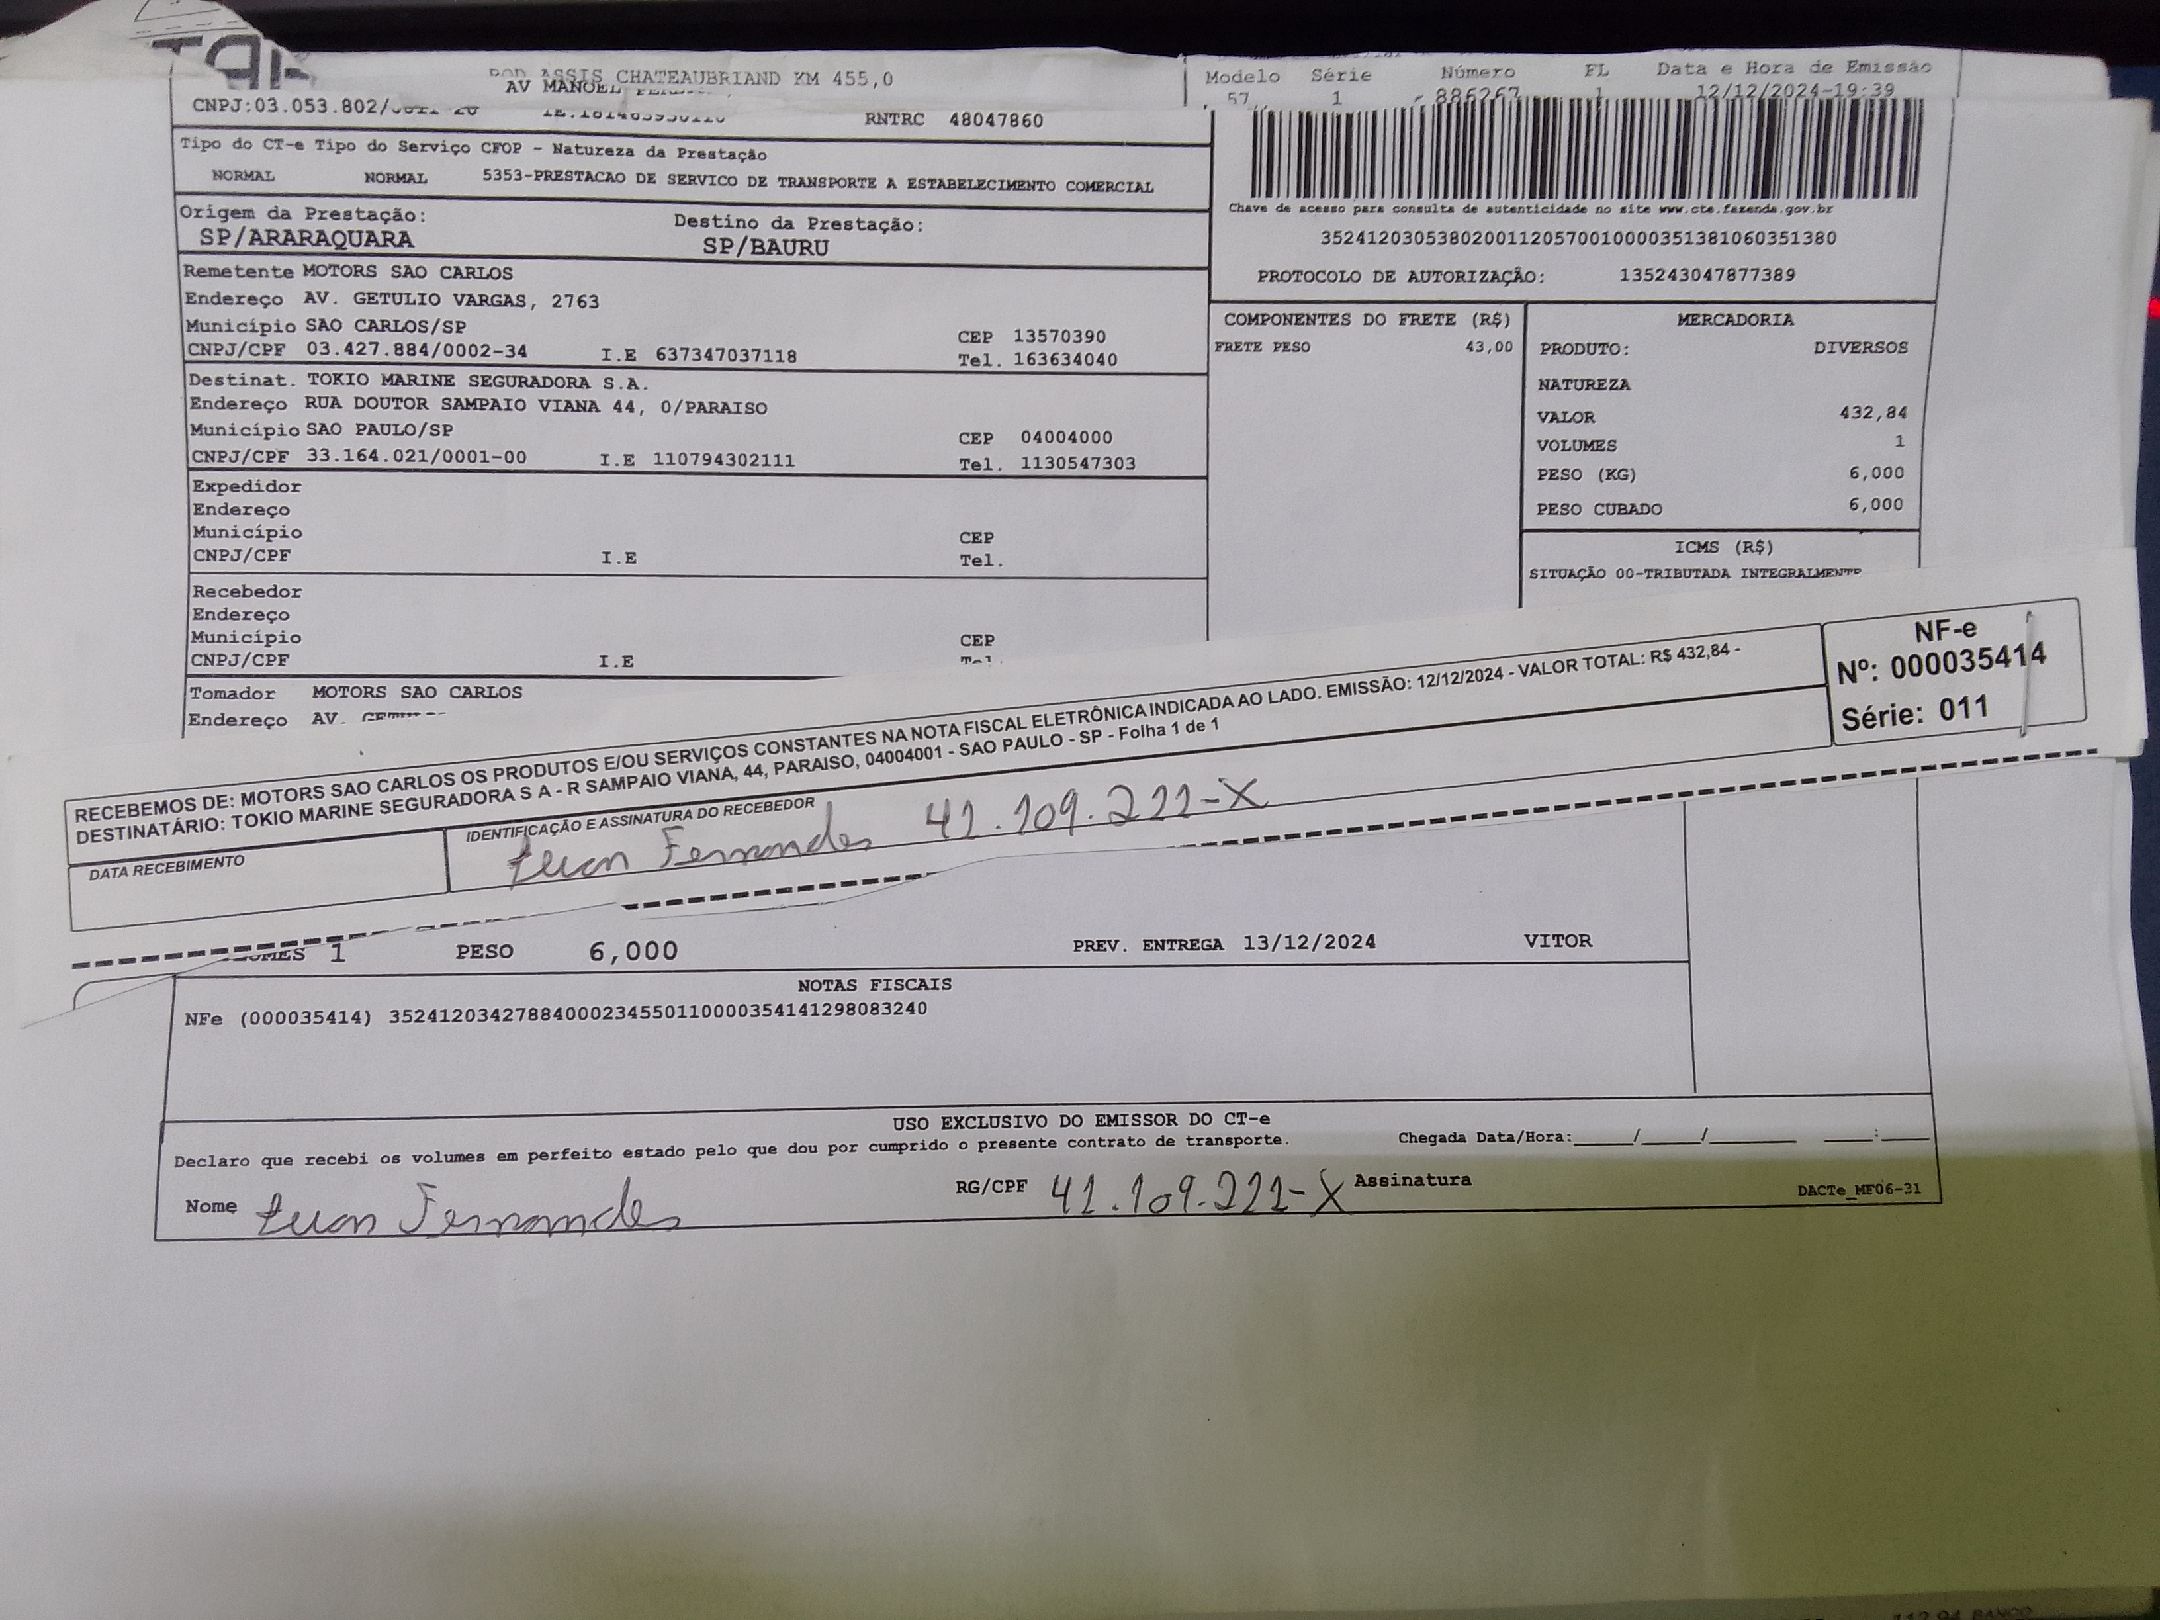 ROD ASSIS CHATEAUBRIAND KM 455,0
AV MANOEL
CNPJ:03.053.802/
RNTRC 48047860
Modelo Série Número FL Data e Hora de Emissão
57 1 886267 1 12/12/2024-19:39
Tipo do CT-e Tipo do Serviço CFOP - Natureza da Prestação
NORMAL NORMAL 5353-PRESTACAO DE SERVICO DE TRANSPORTE A ESTABELECIMENTO COMERCIAL
Origem da Prestação: Destino da Prestação:
SP/ARARAQUARA SP/BAURU
Chave de acesso para consulta de autenticidade no site www.cte.fazenda.gov.br
35241203053802001120570010000351381060351380
PROTOCOLO DE AUTORIZAÇÃO: 135243047877389
Remetente MOTORS SAO CARLOS
Endereço AV. GETULIO VARGAS, 2763
Município SAO CARLOS/SP CEP 13570390
CNPJ/CPF 03.427.884/0002-34 I.E 637347037118 Tel. 163634040
Destinat. TOKIO MARINE SEGURADORA S.A.
Endereço RUA DOUTOR SAMPAIO VIANA 44, 0/PARAISO
Município SAO PAULO/SP CEP 04004000
CNPJ/CPF 33.164.021/0001-00 I.E 110794302111 Tel. 1130547303
Expedidor
Endereço
Município CEP
CNPJ/CPF I.E Tel.
Recebedor
Endereço
Município CEP
CNPJ/CPF I.E Tel.
Tomador MOTORS SAO CARLOS
Endereço AV.
COMPONENTES DO FRETE (R$)
FRETE PESO 43,00
MERCADORIA
PRODUTO: DIVERSOS
NATUREZA
VALOR 432,84
VOLUMES 1
PESO (KG) 6,000
PESO CUBADO 6,000
ICMS (R$)
SITUAÇÃO 00-TRIBUTADA INTEGRALMENTE
RECEBEMOS DE: MOTORS SAO CARLOS OS PRODUTOS E/OU SERVIÇOS CONSTANTES NA NOTA FISCAL ELETRÔNICA INDICADA AO LADO. EMISSÃO: 12/12/2024 - VALOR TOTAL: R$ 432,84 -
DESTINATÁRIO: TOKIO MARINE SEGURADORA S A - R SAMPAIO VIANA, 44, PARAISO, 04004001 - SAO PAULO - SP - Folha 1 de 1
NF-e
Nº: 000035414
Série: 011
DATA RECEBIMENTO
IDENTIFICAÇÃO E ASSINATURA DO RECEBEDOR
Luan Fernandes 41.109.221-X
1 PESO 6,000 PREV. ENTREGA 13/12/2024 VITOR
NOTAS FISCAIS
NFe (000035414) 35241203427884000234550110000354141298083240
USO EXCLUSIVO DO EMISSOR DO CT-e
Declaro que recebi os volumes em perfeito estado pelo que dou por cumprido o presente contrato de transporte. Chegada Data/Hora:____/____/______ ____:____
Nome Luan Fernandes RG/CPF 41.109.221-X Assinatura
DACTe_MF06-31